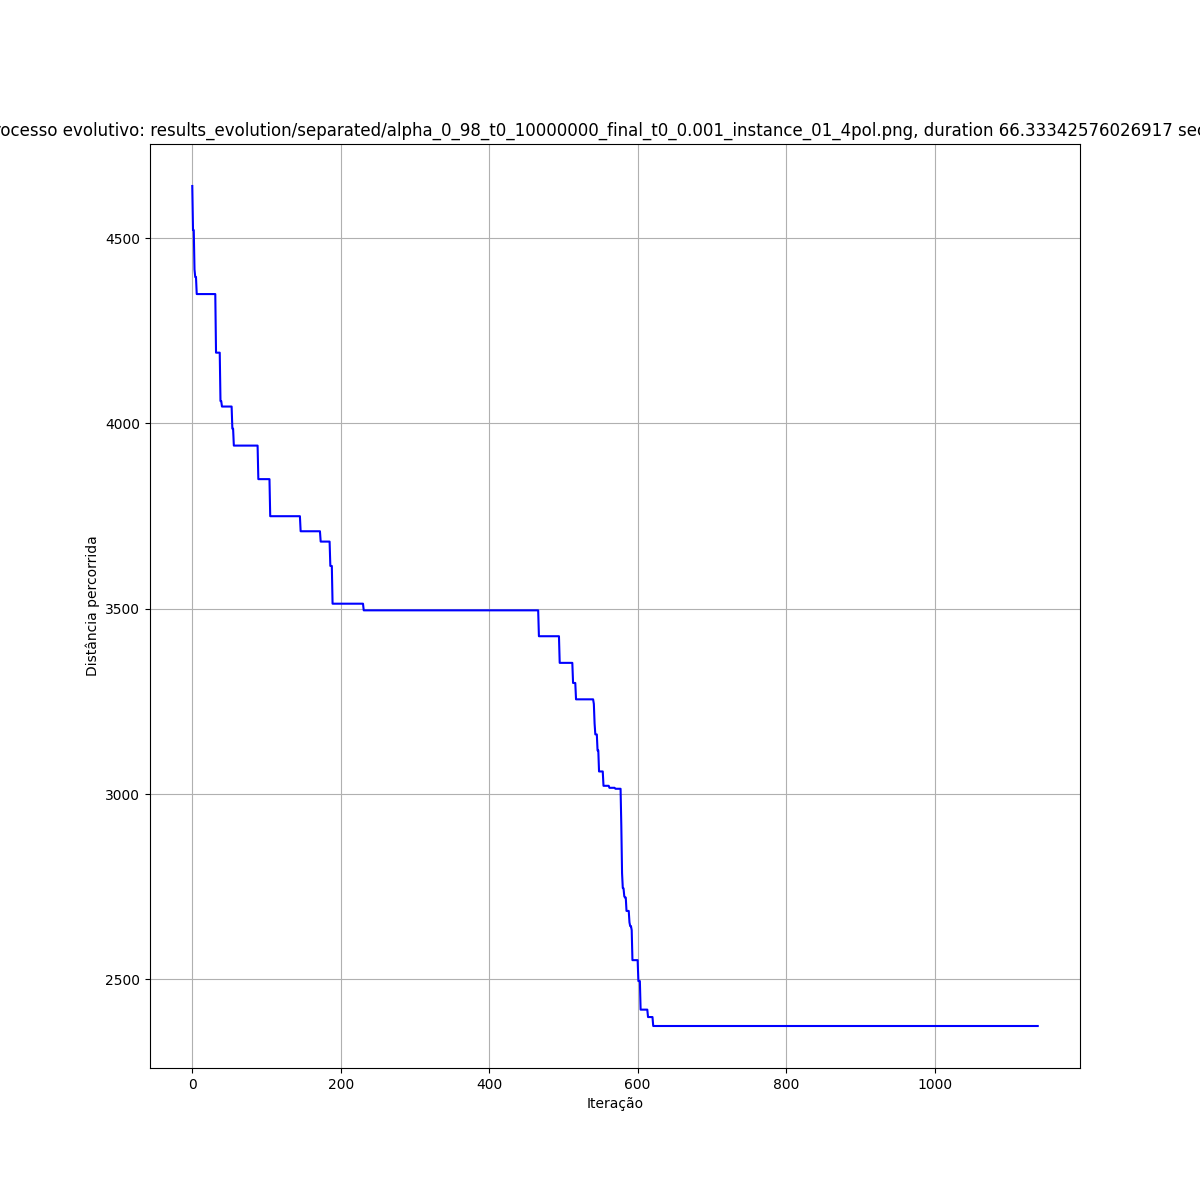 ocesso evolutivo: results_evolution/separated/alpha_0_98_t0_10000000_final_t0_0.001_instance_01_4pol.png, duration 66.33342576026917 sec
4500
4000
3500
3000
2500
Distância percorrida
0 200 400 600 800 1000
Iteração